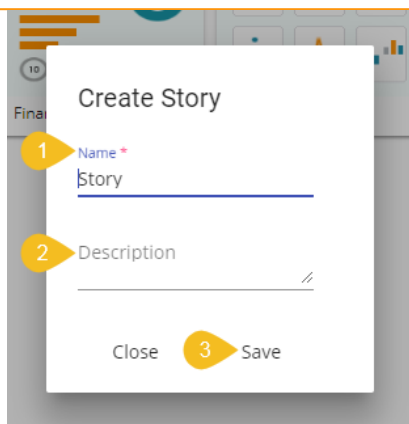 10
Finan
Create Story
1
Name *
Story
2
Description
Close
3
Save